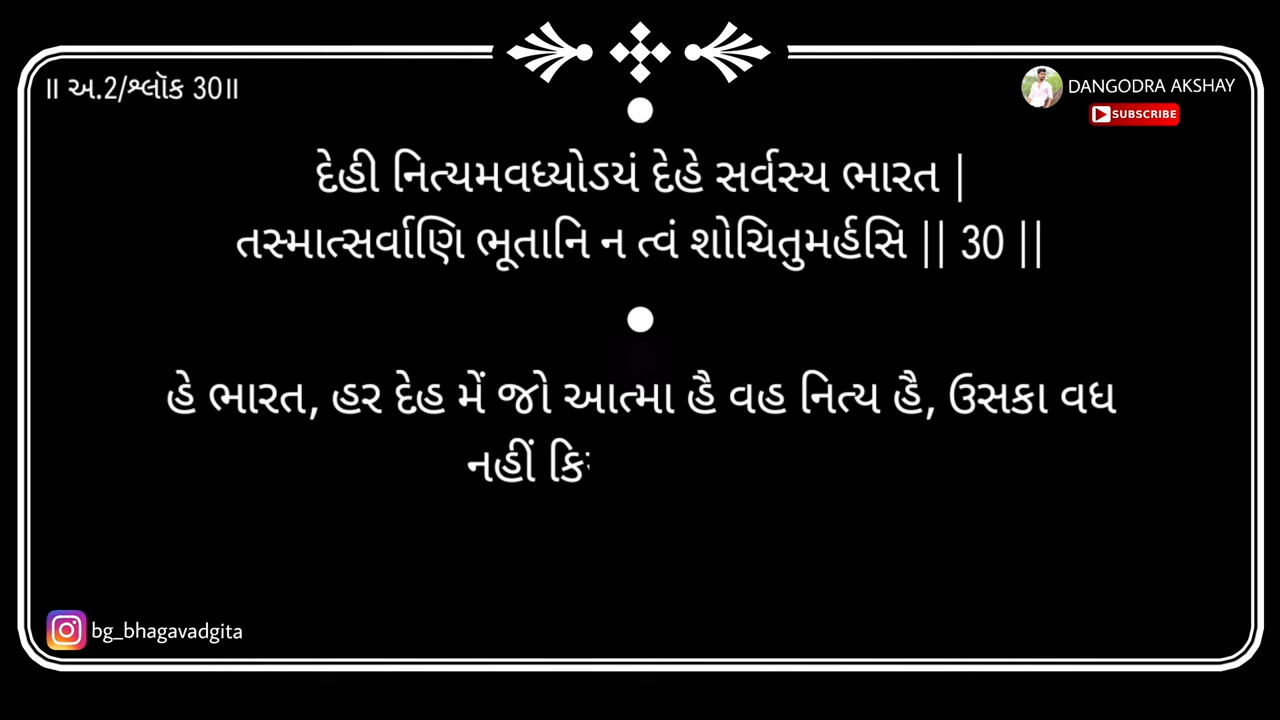 ॥ અ.2/શ્લૉક 30॥
DANGODRA AKSHAY
SUBSCRIBE
દેહી નિત્યમવધ્યોઽયં દેહે સર્વસ્ય ભારત |
તસ્માત્સર્વાણિ ભૂતાનિ ન ત્વં શોચિતુમર્હસિ || 30 ||
હે ભારત, હર દેહ મેં જો આત્મા હૈ વહ નિત્ય હૈ, ઉસકા વધ
નહીં
bg_bhagavadgita